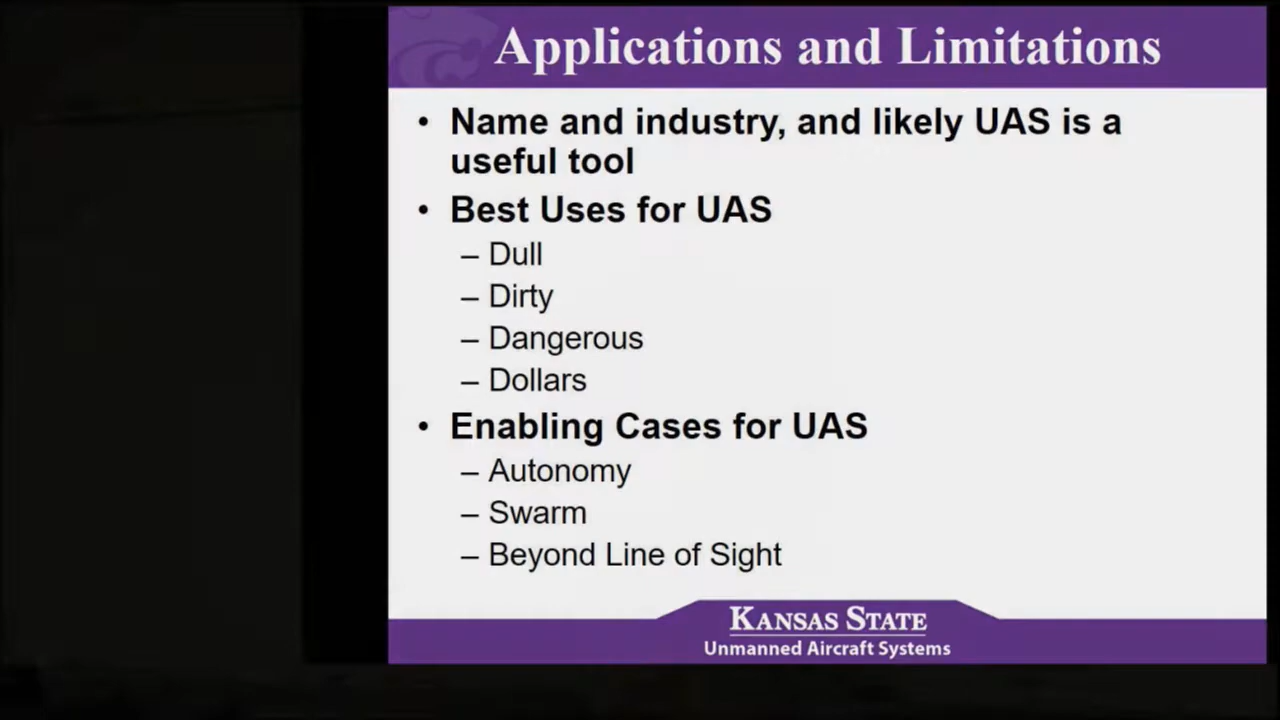 Applications and Limitations
• Name and industry, and likely UAS is a
useful tool
• Best Uses for UAS
– Dull
– Dirty
– Dangerous
– Dollars
• Enabling Cases for UAS
– Autonomy
– Swarm
– Beyond Line of Sight
KANSAS STATE
Unmanned Aircraft Systems